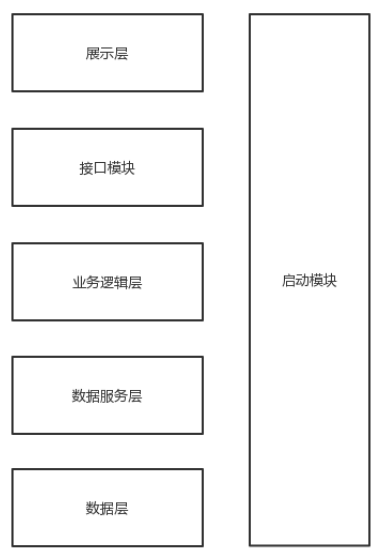 展示层
接口模块
业务逻辑层
数据服务层
数据层
启动模块